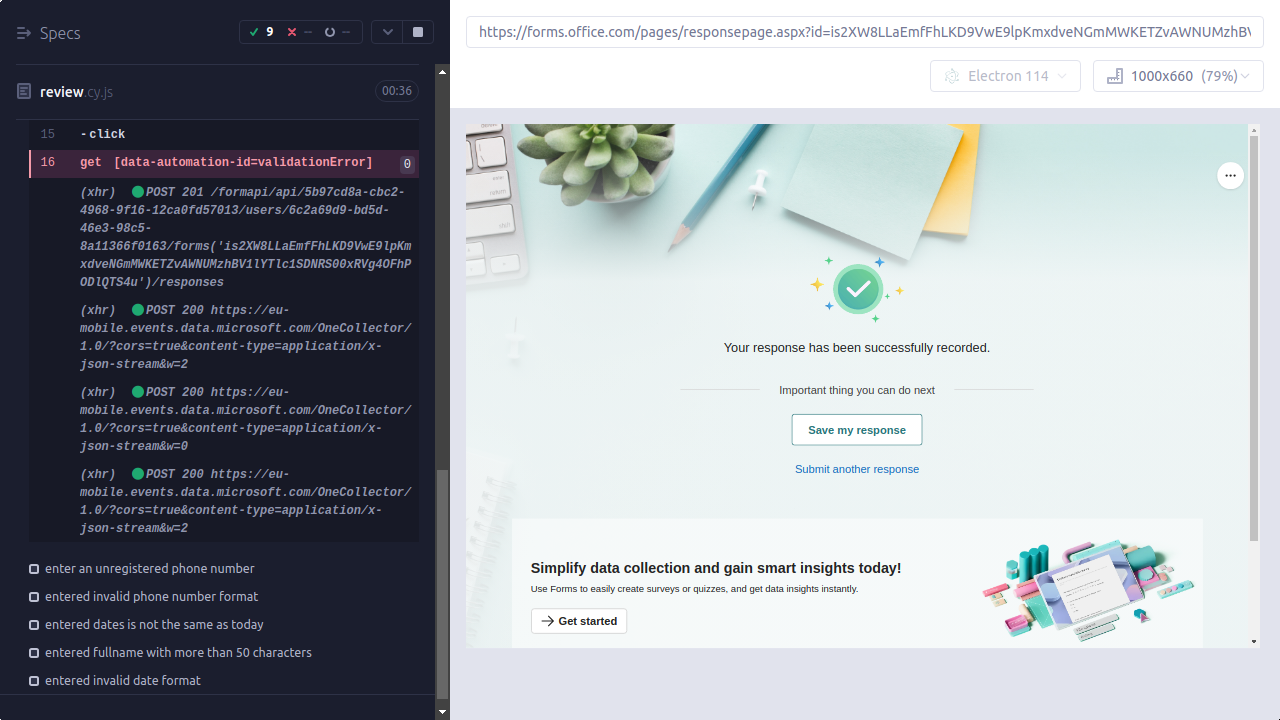 Specs
9
--
--
https://forms.office.com/pages/responsepage.aspx?id=is2XW8LLaEmfFhLKD9VwE9lpKmxdveNGmMWKETZvAWNUMzhBV
Electron 114
1000x660 (79%)
review.cy.js
00:36
15 -click
16 get [data-automation-id=validationError] 0
(xhr) POST 201 /formapi/api/5b97cd8a-cbc2-
4968-9f16-12ca0fd57013/users/6c2a69d9-bd5d-
46e3-98c5-
8a11366f0163/forms('is2XW8LLaEmfFhLKD9VwE9lpKm
xdveNGmMWKETZvAWNUMzhBV1lYTlc1SDNRS00xRVg4OFhP
ODlQTS4u')/responses
(xhr) POST 200 https://eu-
mobile.events.data.microsoft.com/OneCollector/
1.0/?cors=true&content-type=application/x-
json-stream&w=2
(xhr) POST 200 https://eu-
mobile.events.data.microsoft.com/OneCollector/
1.0/?cors=true&content-type=application/x-
json-stream&w=0
(xhr) POST 200 https://eu-
mobile.events.data.microsoft.com/OneCollector/
1.0/?cors=true&content-type=application/x-
json-stream&w=2
enter an unregistered phone number
entered invalid phone number format
entered dates is not the same as today
entered fullname with more than 50 characters
entered invalid date format
Your response has been successfully recorded.
Important thing you can do next
Save my response
Submit another response
Simplify data collection and gain smart insights today!
Use Forms to easily create surveys or quizzes, and get data insights instantly.
Get started